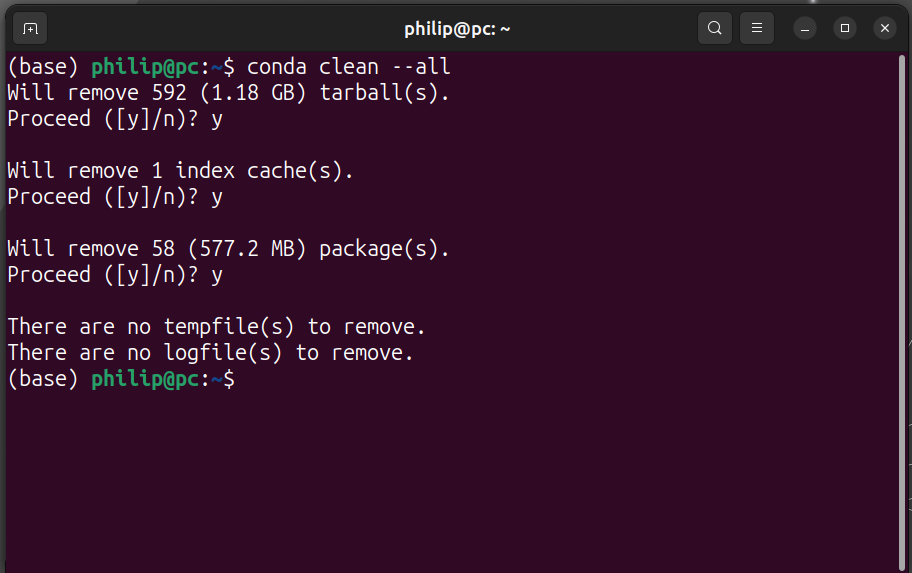 philip@pc: ~
(base) philip@pc:~$ conda clean --all
Will remove 592 (1.18 GB) tarball(s).
Proceed ([y]/n)? y
Will remove 1 index cache(s).
Proceed ([y]/n)? y
Will remove 58 (577.2 MB) package(s).
Proceed ([y]/n)? y
There are no tempfile(s) to remove.
There are no logfile(s) to remove.
(base) philip@pc:~$